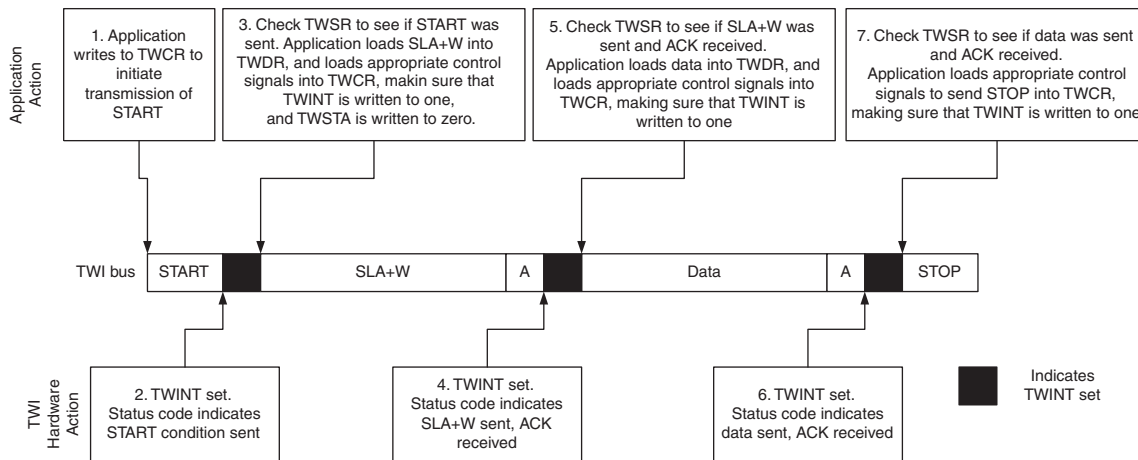 Application
Action
1. Application
writes to TWCR to
initiate
transmission of
START
3. Check TWSR to see if START was
sent. Application loads SLA+W into
TWDR, and loads appropriate control
signals into TWCR, makin sure that
TWINT is written to one,
and TWSTA is written to zero.
5. Check TWSR to see if SLA+W was
sent and ACK received.
Application loads data into TWDR, and
loads appropriate control signals into
TWCR, making sure that TWINT is
written to one
7. Check TWSR to see if data was sent
and ACK received.
Application loads appropriate control
signals to send STOP into TWCR,
making sure that TWINT is written to one
TWI bus
START
SLA+W
A
Data
A
STOP
TWI
Hardware
Action
2. TWINT set.
Status code indicates
START condition sent
4. TWINT set.
Status code indicates
SLA+W sent, ACK
received
6. TWINT set.
Status code indicates
data sent, ACK received
Indicates
TWINT set